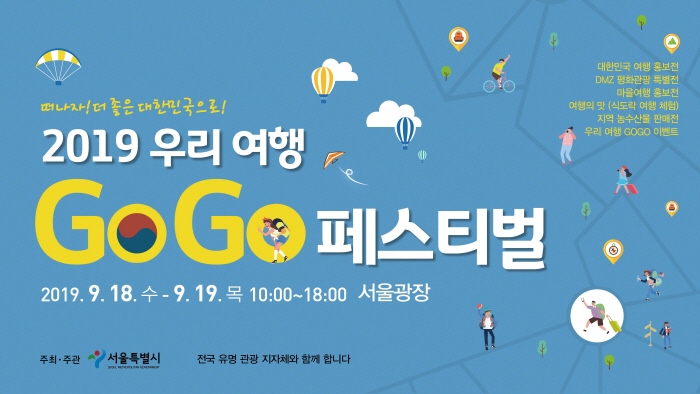 떠나자! 더 좋은 대한민국으로!
2019 우리 여행
GoGo 페스티벌
2019. 9. 18. 수 - 9. 19. 목 10:00~18:00 서울광장
대한민국 여행 홍보전
DMZ 평화관광 특별전
마을여행 홍보전
여행의 맛 (식도락 여행 체험)
지역 농수산물 판매전
우리 여행 GOGO 이벤트
주최·주관 서울특별시
SEOUL METROPOLITAN GOVERNMENT
전국 유명 관광 지자체와 함께 합니다